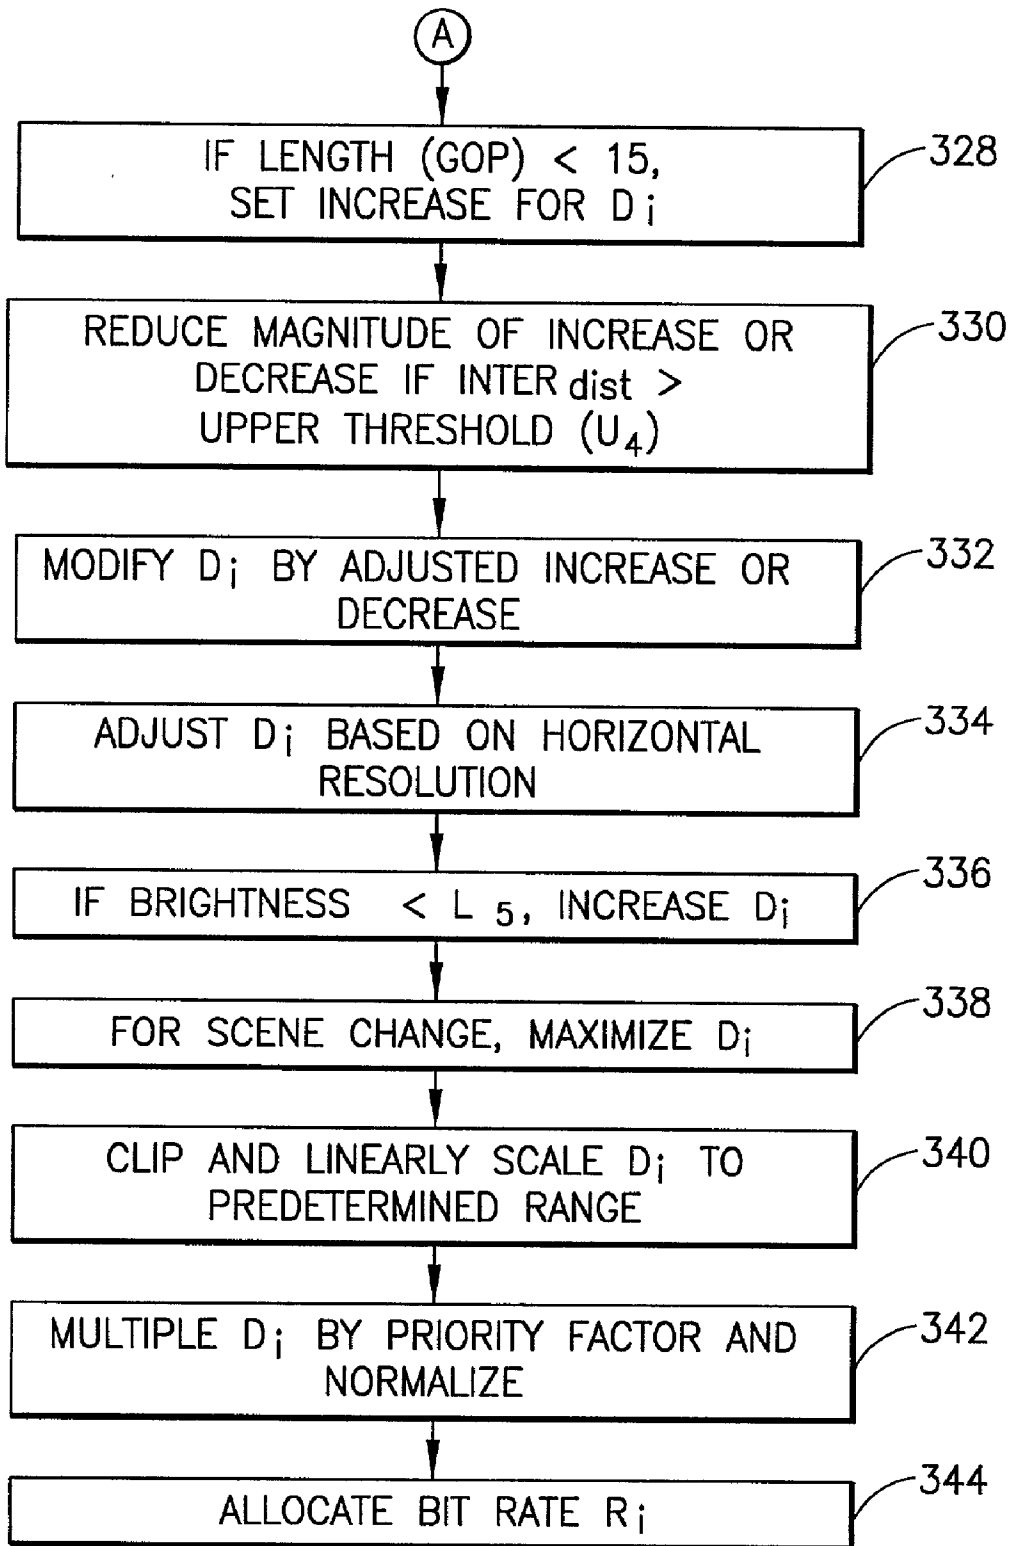 A
IF LENGTH (GOP) < 15,
SET INCREASE FOR Di
328
REDUCE MAGNITUDE OF INCREASE OR
DECREASE IF INTER dist >
UPPER THRESHOLD (U4)
330
MODIFY Di BY ADJUSTED INCREASE OR
DECREASE
332
ADJUST Di BASED ON HORIZONTAL
RESOLUTION
334
IF BRIGHTNESS < L 5, INCREASE Di
336
FOR SCENE CHANGE, MAXIMIZE Di
338
CLIP AND LINEARLY SCALE Di TO
PREDETERMINED RANGE
340
MULTIPLE Di BY PRIORITY FACTOR AND
NORMALIZE
342
ALLOCATE BIT RATE Ri
344